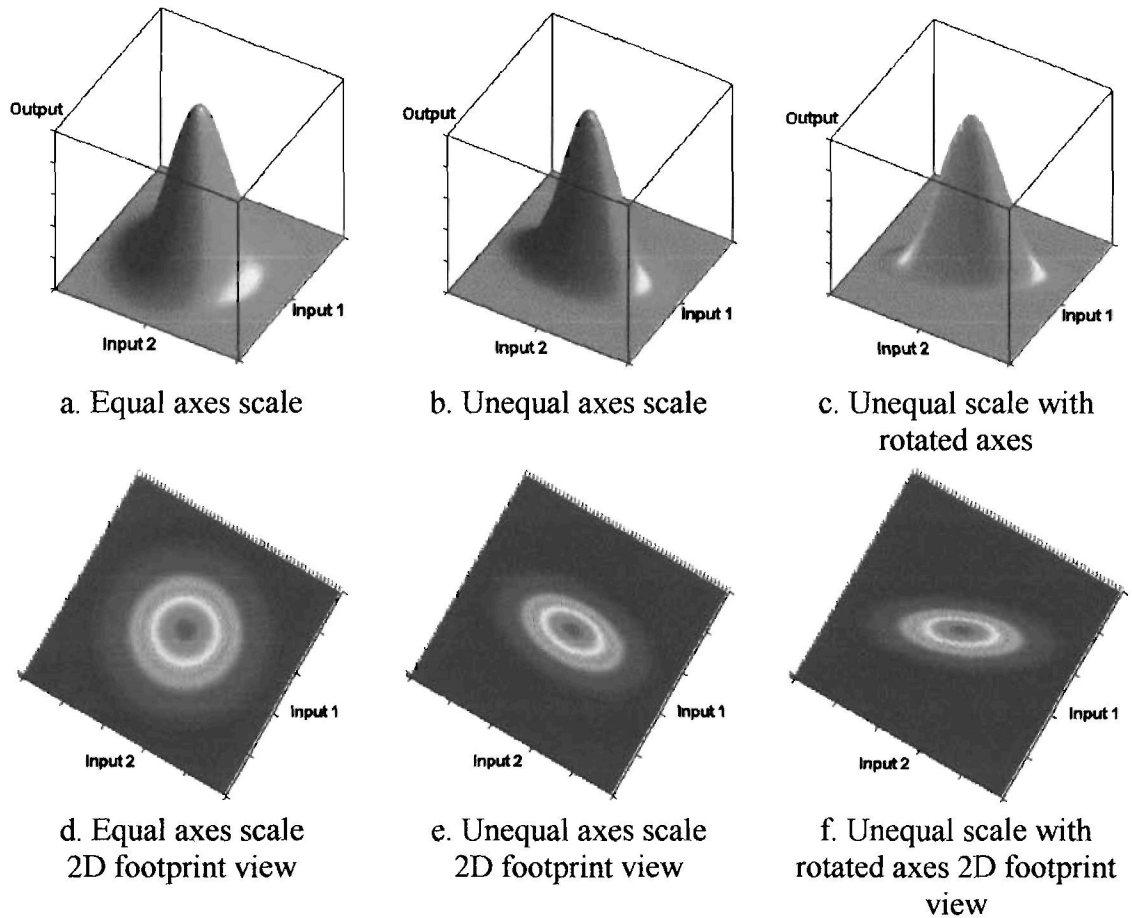 Output
Input 1
Input 2
Output
Input 1
Input 2
Output
Input 1
Input 2
a. Equal axes scale
b. Unequal axes scale
c. Unequal scale with
rotated axes
Input 1
Input 2
Input 1
Input 2
Input 1
Input 2
d. Equal axes scale
2D footprint view
e. Unequal axes scale
2D footprint view
f. Unequal scale with
rotated axes 2D footprint
view